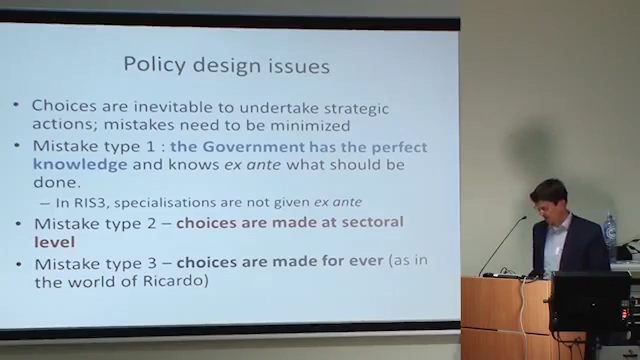 Policy design issues
• Choices are inevitable to undertake strategic
actions; mistakes need to be minimized
• Mistake type 1 : the Government has the perfect
knowledge and knows ex ante what should be
done.
– In RIS3, specialisations are not given ex ante
• Mistake type 2 – choices are made at sectoral
level
• Mistake type 3 – choices are made for ever (as in
the world of Ricardo)